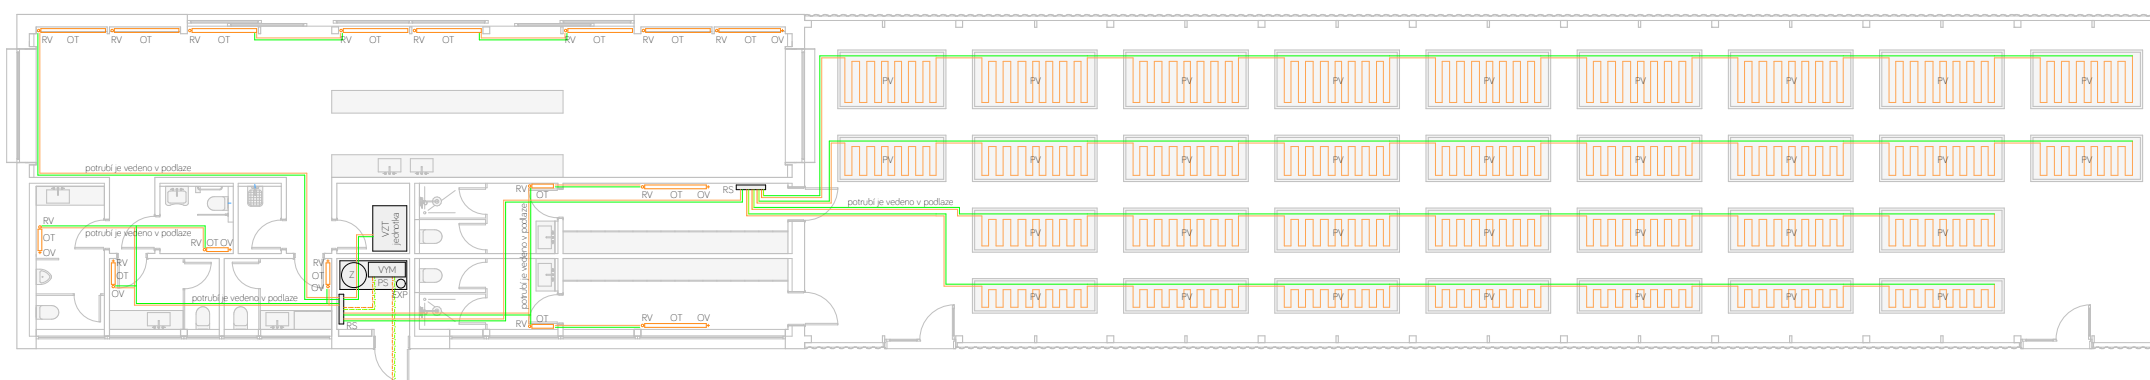 RV OT RV RV OT RV OT RV OT RV OT RV OT RV OT OV
PV PV PV PV PV PV PV PV PV
potrubí je vedeno v podlaze
PV PV PV PV PV PV PV PV PV
RV OT RV OT OV RS
potrubí je vedeno v podlaze
RV
OT
OV
potrubí je vedeno v podlaze
RV OT OV
VZT
jednotka
potrubí je vedeno v podlaze
PV PV PV PV PV PV PV
RV
OT
OV
RV
OT
OV
Z VYM
PS
EXP
potrubí je vedeno v podlaze
PV PV PV PV PV PV PV
RS
RV OT RV OT OV